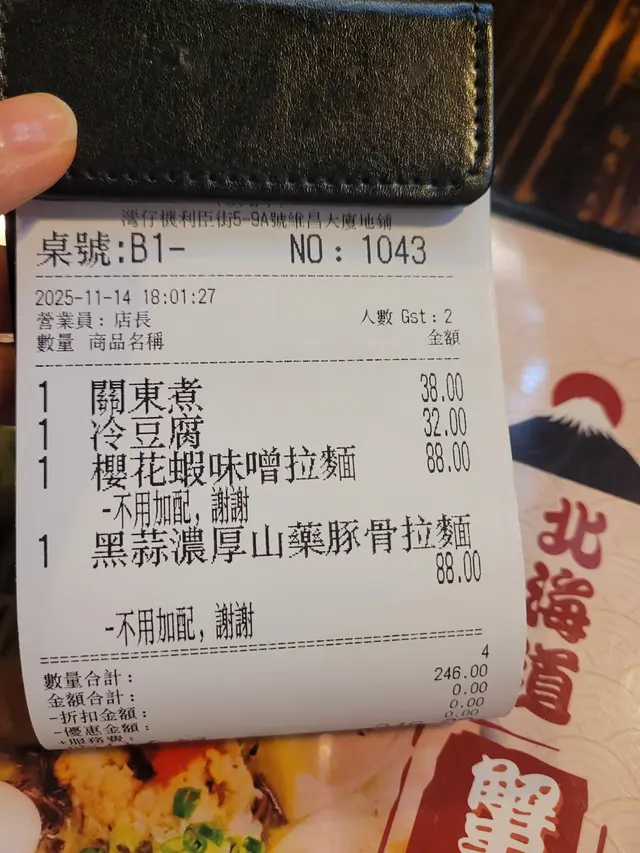 灣仔機利臣街5-9A號維昌大廈地鋪
桌號:B1- NO: 1043
2025-11-14 18:01:27
營業員: 店長 人數 Gst: 2
數量 商品名稱 金額
1 關東煮 38.00
1 冷豆腐 32.00
1 櫻花蝦味噌拉麵 88.00
-不用加配, 謝謝
1 黑蒜濃厚山藥豚骨拉麵
88.00
-不用加配, 謝謝
數量合計: 4
金額合計: 246.00
-折扣金額: 0.00
-優惠金額: 0.00
+服務費: 0.00
北海